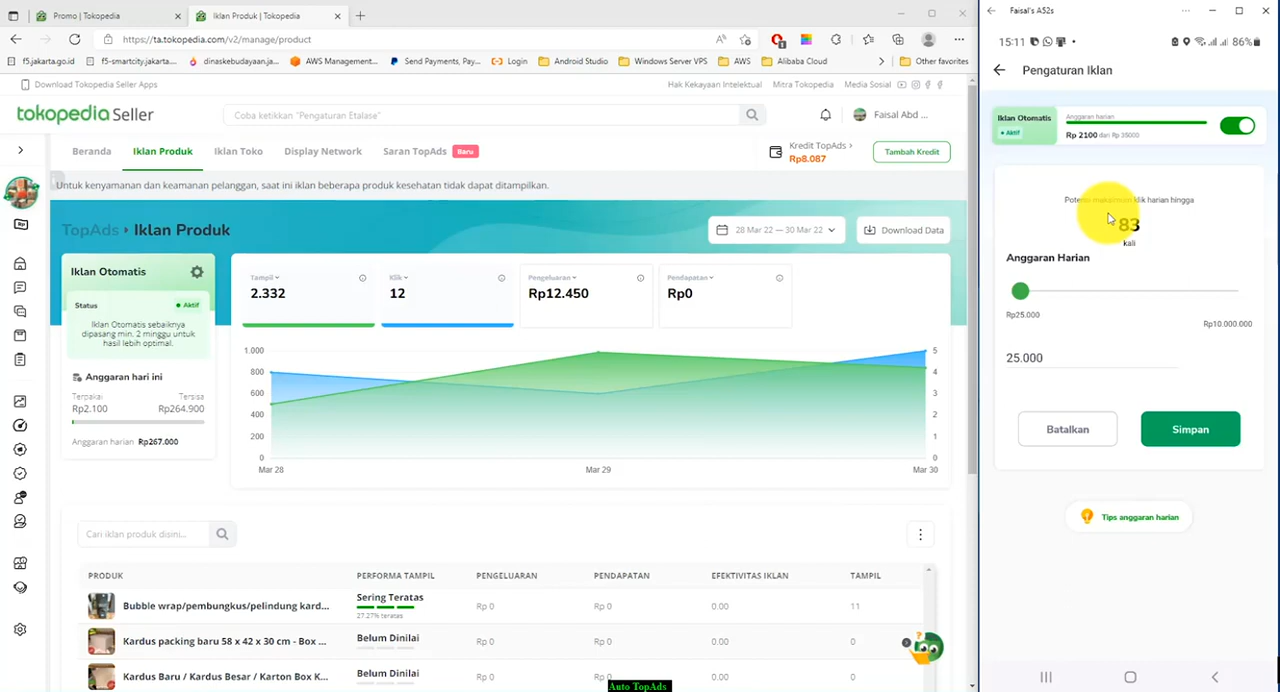 Promo | Tokopedia
Iklan Produk | Tokopedia
https://ta.tokopedia.com/v2/manage/product
f5.jakarta.go.id
f5-smartcity.jakarta....
dinaskebudayaan.ja...
AWS Management...
Send Payments, Pay...
Login
Android Studio
Windows Server VPS
AWS
Alibaba Cloud
Other favorites
Download Tokopedia Seller Apps
Hak Kekayaan Intelektual
Mitra Tokopedia
Media Sosial
tokopedia Seller
Coba ketikkan "Pengaturan Etalase"
Faisal Abd ...
Beranda
Iklan Produk
Iklan Toko
Display Network
Saran TopAds
Baru
Kredit TopAds
Rp8.087
Tambah Kredit
Untuk kenyamanan dan keamanan pelanggan, saat ini iklan beberapa produk kesehatan tidak dapat ditampilkan.
TopAds Iklan Produk
28 Mar 22 — 30 Mar 22
Download Data
Iklan Otomatis
Status
Aktif
Iklan Otomatis sebaiknya
dipasang min. 2 minggu untuk
hasil lebih optimal.
Anggaran hari ini
Terpakai
Tersisa
Rp2.100
Rp264.900
Anggaran harian Rp267.000
Tampil
2.332
Klik
12
Pengeluaran
Rp12.450
Pendapatan
Rp0
1.000
800
600
400
200
0
5
4
3
2
1
0
Mar 28
Mar 29
Mar 30
Cari iklan produk disini...
PRODUK
PERFORMA TAMPIL
PENGELUARAN
PENDAPATAN
EFEKTIVITAS IKLAN
TAMPIL
Bubble wrap/pembungkus/pelindung kard...
Sering Teratas
27.27% teratas
Rp 0
Rp 0
0.00
11
Kardus packing baru 58 x 42 x 30 cm - Box ...
Belum Dinilai
Rp 0
Rp 0
0.00
0
Kardus Baru / Kardus Besar / Karton Box K...
Belum Dinilai
Rp 0
Rp 0
0.00
0
Auto TopAds
Faisal's A52s
15:11
86%
Pengaturan Iklan
Iklan Otomatis
Aktif
Anggaran harian
Rp 2100 dari Rp 35000
Potensi maksimum klik harian hingga
83
kali
Anggaran Harian
Rp25.000
Rp10.000.000
25.000
Batalkan
Simpan
Tips anggaran harian